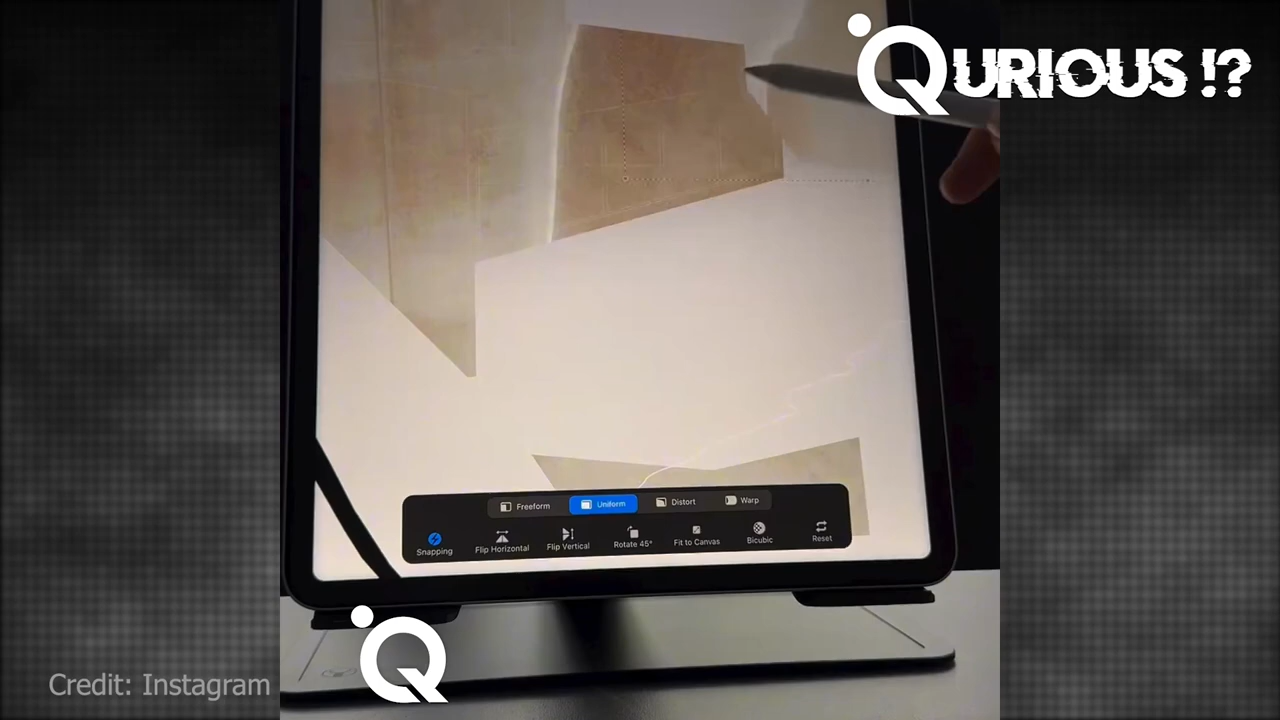 QURIOUS !?
Freeform Uniform Distort Warp
Snapping Flip Horizontal Flip Vertical Rotate 45° Fit to Canvas Bicubic Reset
Q
Credit: Instagram